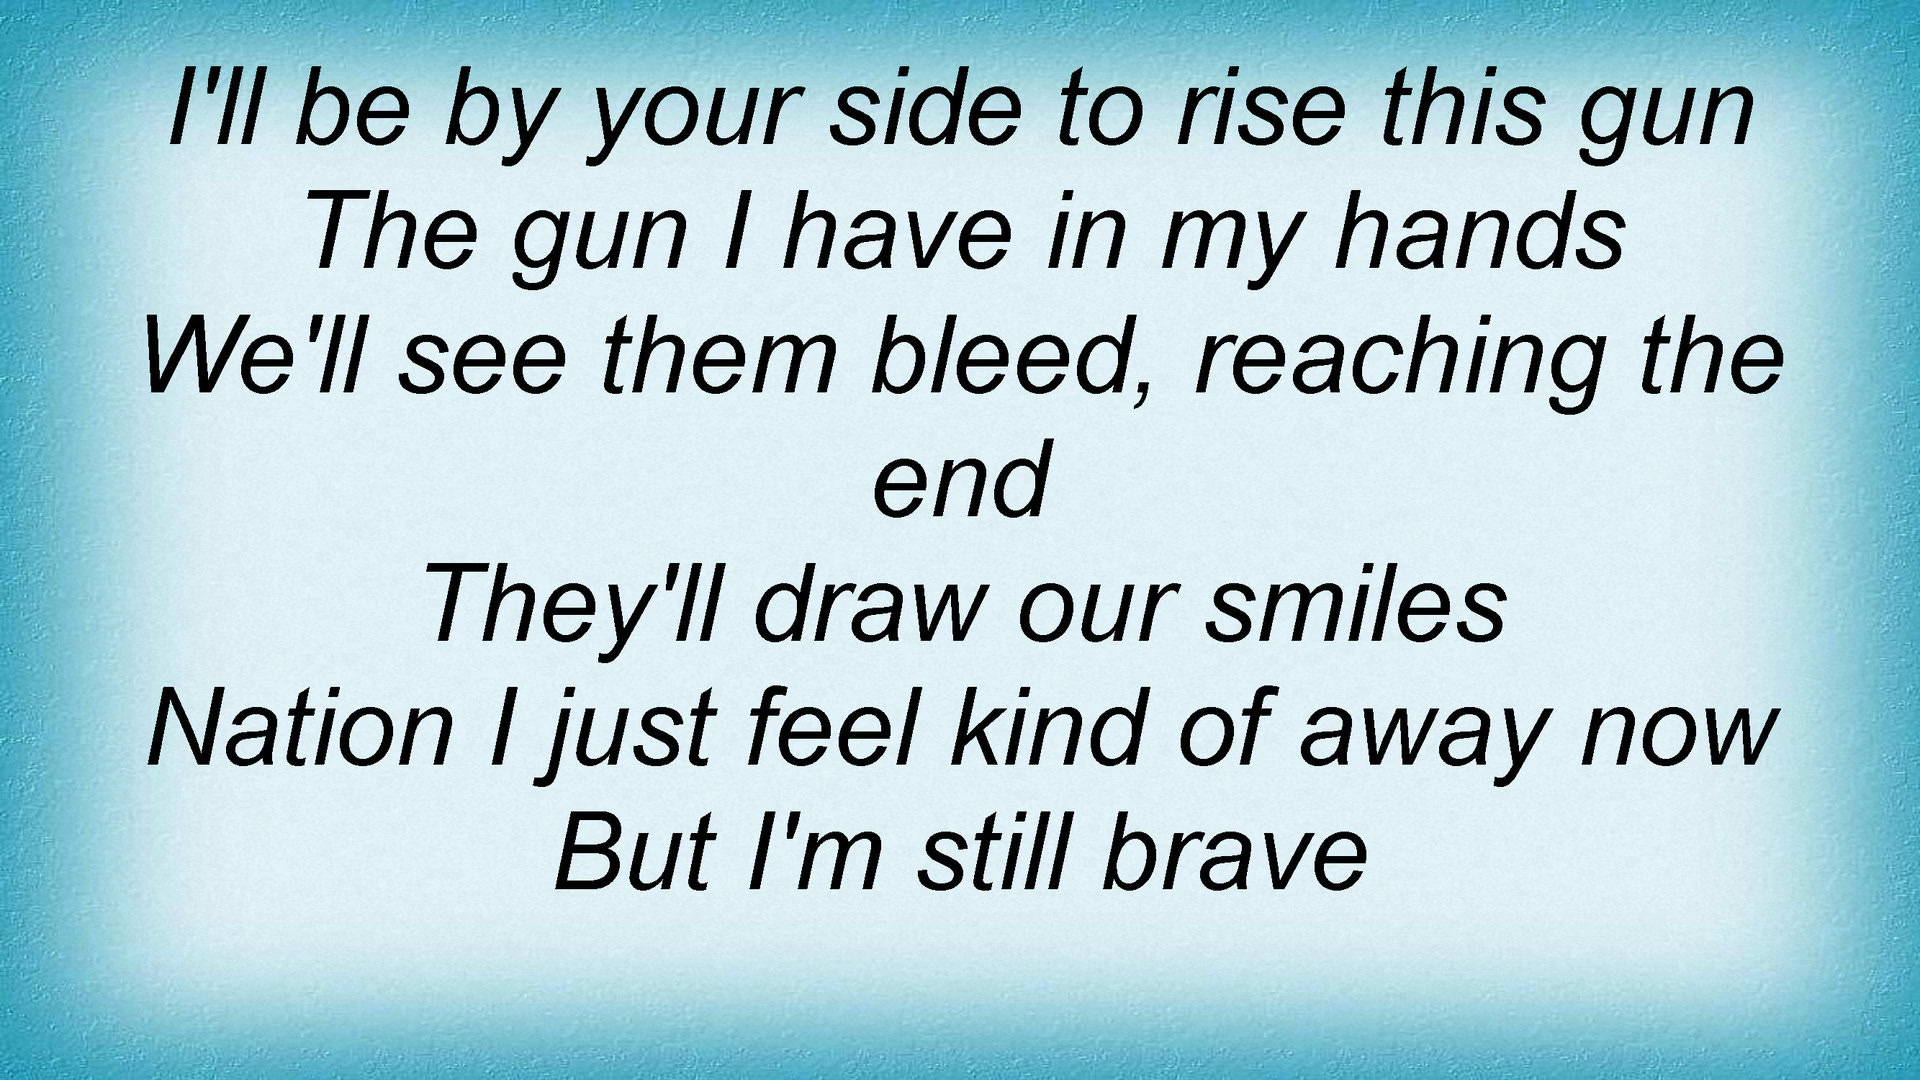 I'll be by your side to rise this gun
The gun I have in my hands
We'll see them bleed, reaching the
end
They'll draw our smiles
Nation I just feel kind of away now
But I'm still brave